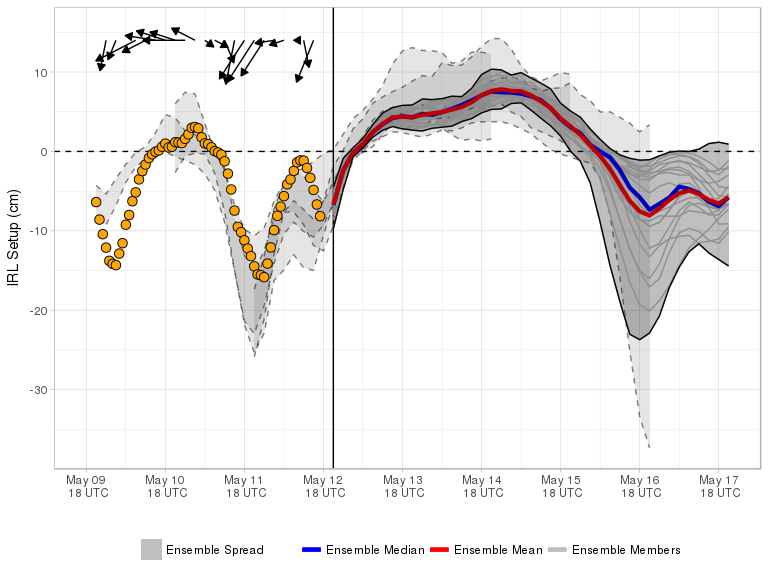 IRL Setup (cm)
10
0
-10
-20
-30
May 09
18 UTC
May 10
18 UTC
May 11
18 UTC
May 12
18 UTC
May 13
18 UTC
May 14
18 UTC
May 15
18 UTC
May 16
18 UTC
May 17
18 UTC
Ensemble Spread
Ensemble Median
Ensemble Mean
Ensemble Members